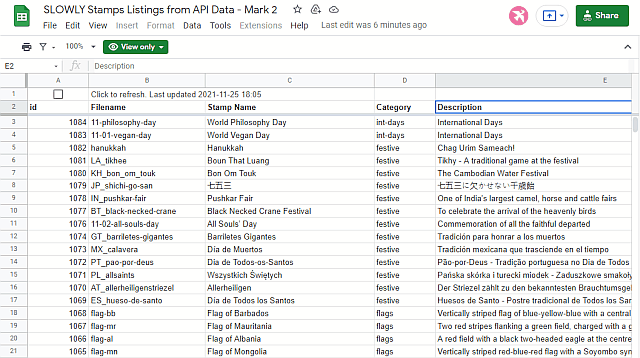 SLOWLY Stamps Listings from API Data - Mark 2
File Edit View Insert Format Data Tools Extensions Help Last edit was 6 minutes ago
Share
100% View only
E2 fx Description
A B C D E
1 Click to refresh. Last updated 2021-11-25 18:05
2 id Filename Stamp Name Category Description
3 1084 11-philosophy-day World Philosophy Day int-days International Days
4 1083 11-01-vegan-day World Vegan Day int-days International Days
5 1082 hanukkah Hanukkah festive Chag Urim Sameach!
6 1081 LA_tikhee Boun That Luang festive Tikhy - A traditional game at the festival
7 1080 KH_bon_om_touk Bon Om Touk festive The Cambodian Water Festival
8 1079 JP_shichi-go-san 七五三 festive 七五三に欠かせない千歳飴
9 1078 IN_pushkar-fair Pushkar Fair festive One of India's largest camel, horse and cattle fairs
10 1077 BT_black-necked-crane Black Necked Crane Festival festive To celebrate the arrival of the heavenly birds
11 1076 11-02-all-souls-day All Souls' Day festive Commemoration of all the faithful departed
12 1074 GT_barriletes-gigantes Barriletes Gigantes festive Tradición para honrar a los muertos
13 1073 MX_calavera Día de Muertos festive Tradición mexicana que trasciende en el tiempo
14 1072 PT_pao-por-deus Dia de Todos-os-Santos festive Pão-por-Deus - Tradição portuguesa no Dia de Todos
15 1071 PL_allsaints Wszystkich Świętych festive Pańska skórka i turecki miodek - Zaduszkowe smakoły
16 1070 AT_allerheiligenstriezel Allerheiligen festive Der Striezel zählt zu den bekanntesten Brauchtumsgel
17 1069 ES_hueso-de-santo Día de Todos los Santos festive Huesos de Santo - Postre tradicional de Todos los Sar
18 1068 flag-bb Flag of Barbados flags Vertically striped flag of blue-yellow-blue with a central
19 1067 flag-mr Flag of Mauritania flags Two red stripes flanking a green field, charged with a g
20 1066 flag-al Flag of Albania flags A red field with a black two-headed eagle at the centre
21 1065 flag-mn Flag of Mongolia flags Vertically striped red-blue-red flag with a Soyombo syn